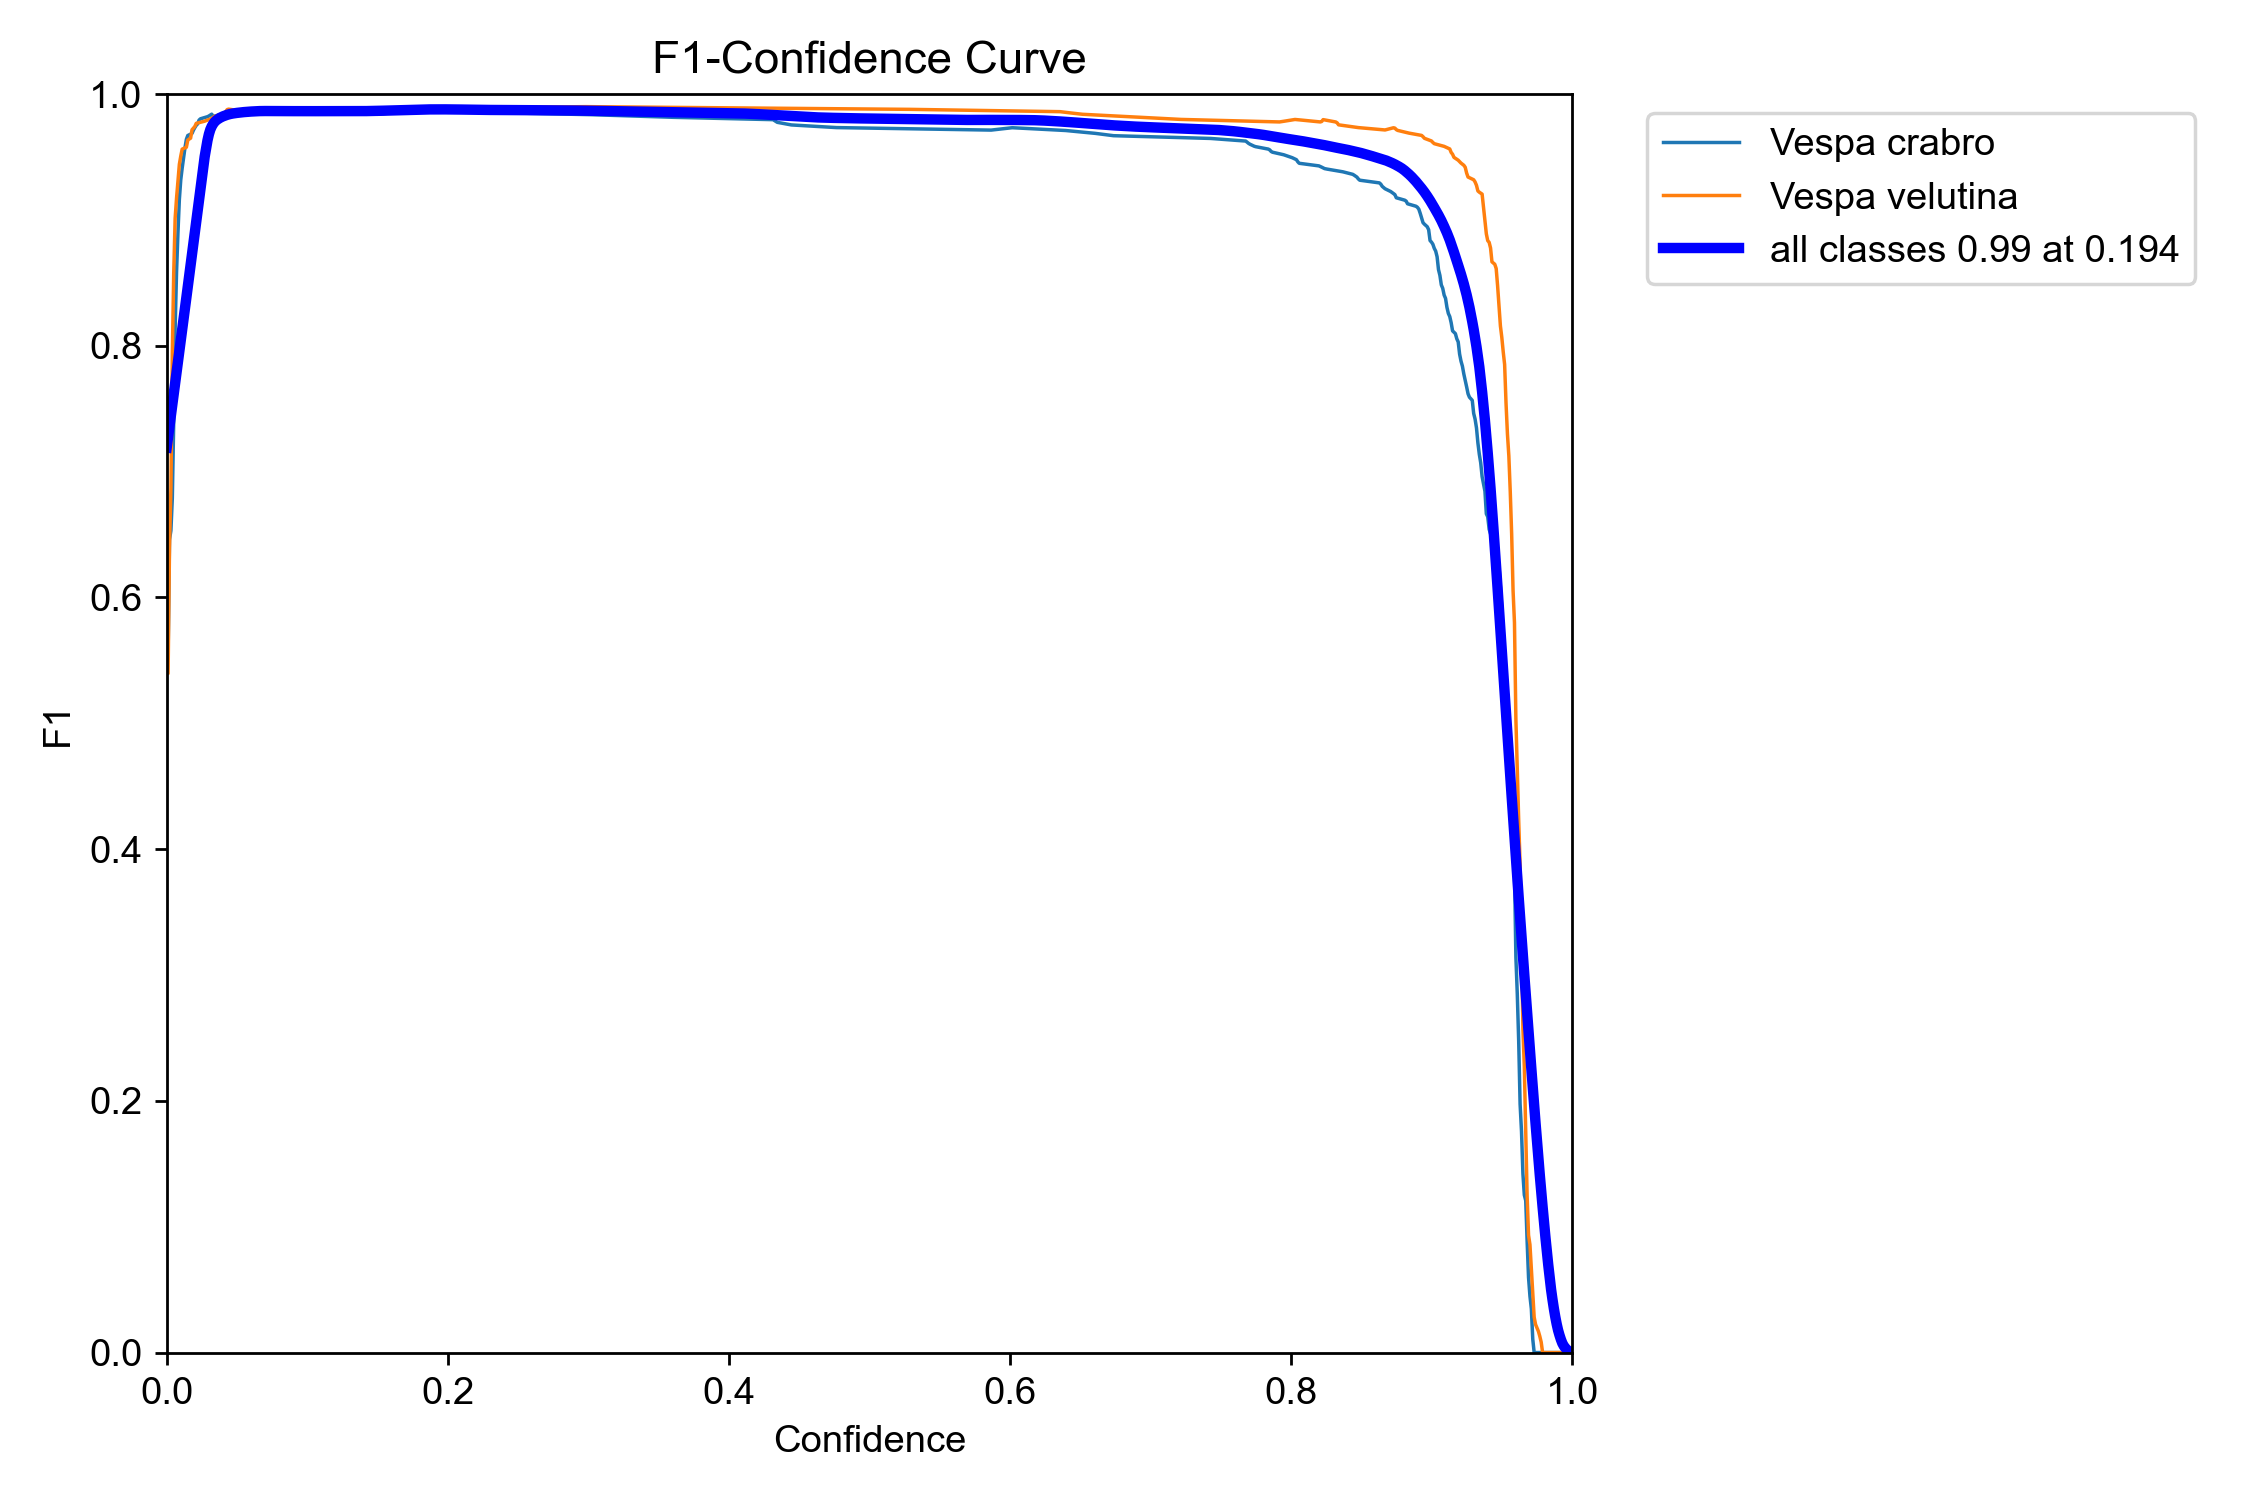 F1-Confidence Curve
1.0
0.8
0.6
0.4
0.2
0.0
F1
0.0 0.2 0.4 0.6 0.8 1.0
Confidence
Vespa crabro
Vespa velutina
all classes 0.99 at 0.194